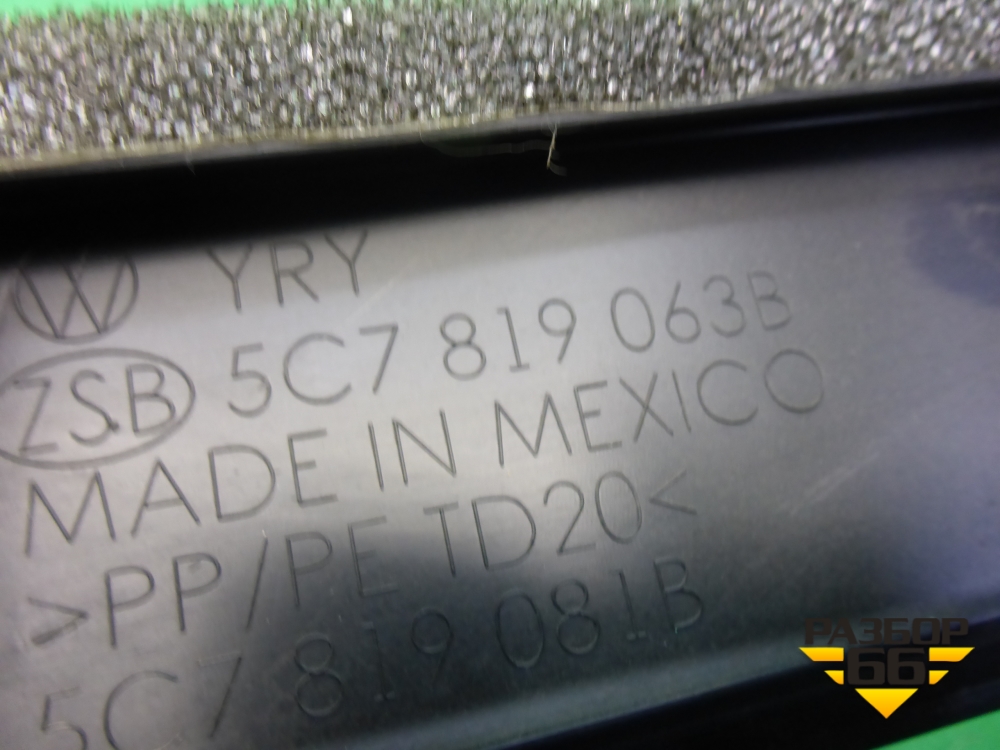 YRY
ZSB 5C7 819 063B
MADE IN MEXICO
>PP/PE TD20<
5C7 819 081B
РАЗБОР
66